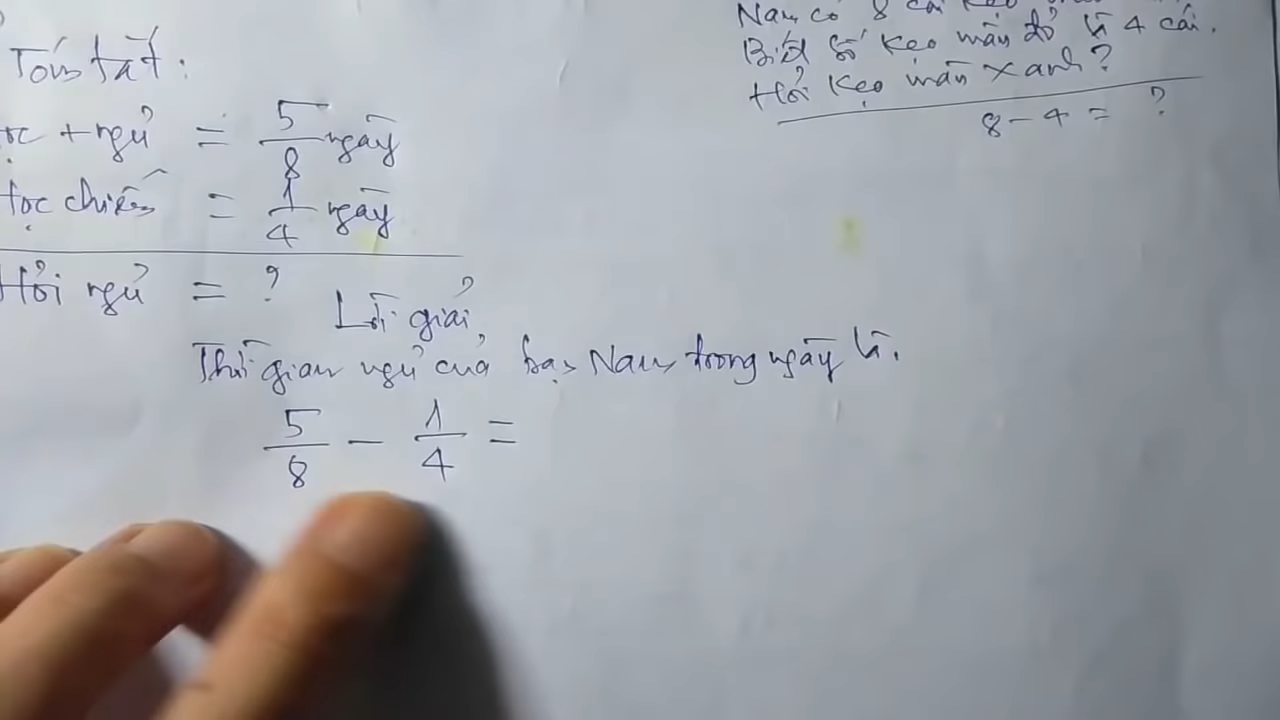 Tóm tắt:
ọc + ngủ = 5/8 ngày
học chiếm = 1/4 ngày
Hỏi ngủ = ?
Lời giải
Thời gian ngủ của bạn Nam trong ngày là.
5/8 - 1/4 =
Nam có 8 cái kẹo
Biết số kẹo màu đỏ là 4 cái.
Hỏi kẹo màu xanh?
8 - 4 = ?